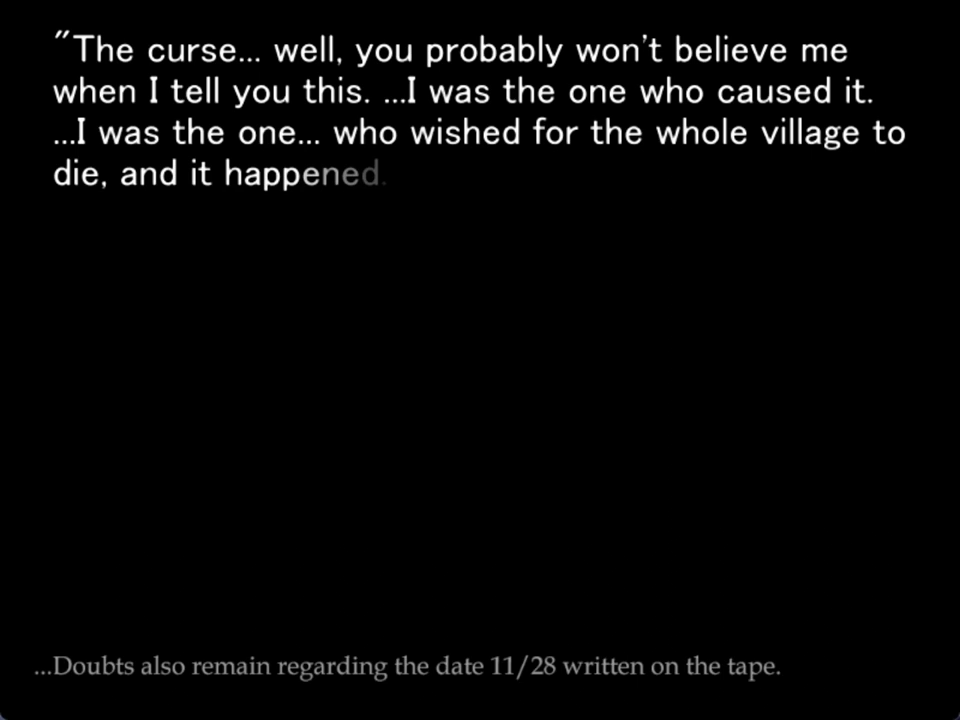 "The curse... well, you probably won't believe me
when I tell you this. ...I was the one who caused it.
...I was the one... who wished for the whole village to
die, and it happened.
...Doubts also remain regarding the date 11/28 written on the tape.